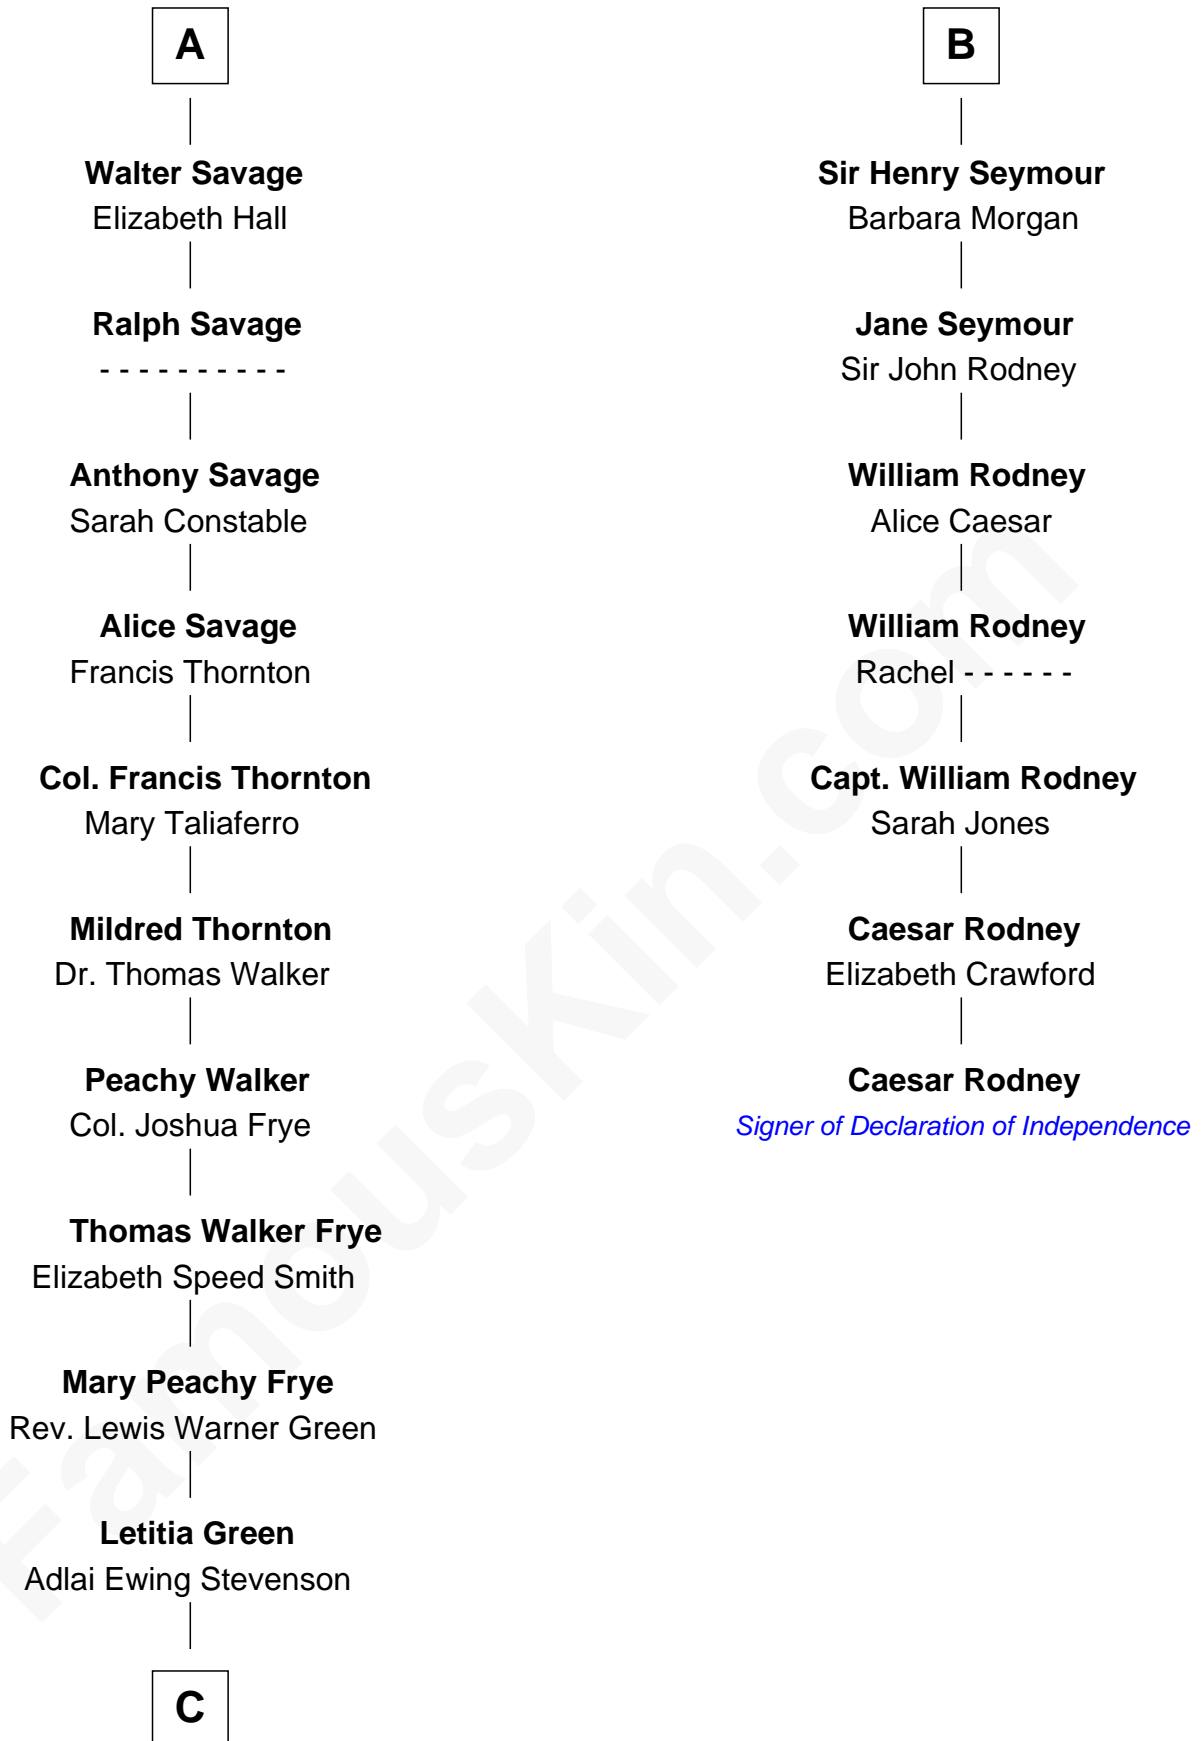 A
Walter Savage
Elizabeth Hall
Ralph Savage
- - - - - - - - - -
Anthony Savage
Sarah Constable
Alice Savage
Francis Thornton
Col. Francis Thornton
Mary Taliaferro
Mildred Thornton
Dr. Thomas Walker
Peachy Walker
Col. Joshua Frye
Thomas Walker Frye
Elizabeth Speed Smith
Mary Peachy Frye
Rev. Lewis Warner Green
Letitia Green
Adlai Ewing Stevenson
C
B
Sir Henry Seymour
Barbara Morgan
Jane Seymour
Sir John Rodney
William Rodney
Alice Caesar
William Rodney
Rachel - - - - - -
Capt. William Rodney
Sarah Jones
Caesar Rodney
Elizabeth Crawford
Caesar Rodney
Signer of Declaration of Independence
FamousKin.com